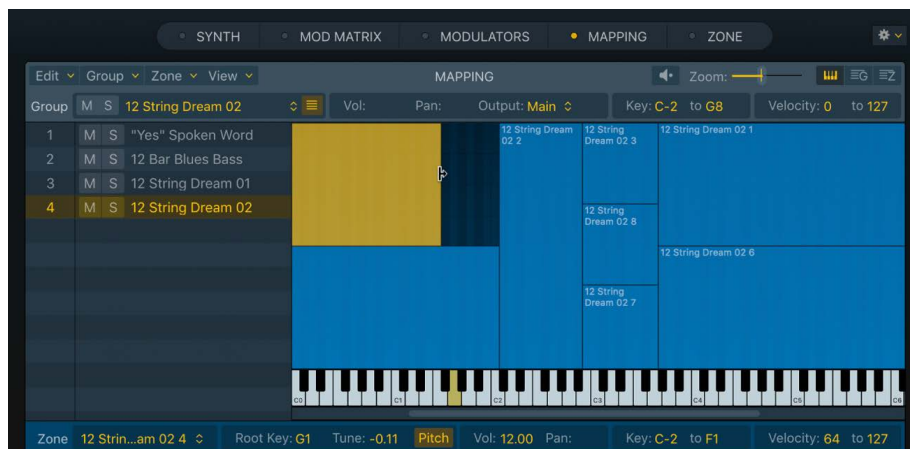 SYNTH MOD MATRIX MODULATORS MAPPING ZONE
Edit Group Zone View MAPPING Zoom: G Z
Group M S 12 String Dream 02 Vol: Pan: Output: Main Key: C-2 to G8 Velocity: 0 to 127
1 M S "Yes" Spoken Word
2 M S 12 Bar Blues Bass
3 M S 12 String Dream 01
4 M S 12 String Dream 02
12 String Dream
02 2
12 String
Dream 02 3
12 String Dream 02 1
12 String
Dream 02 8
12 String Dream 02 6
12 String
Dream 02 7
C0 C1 C2 C3 C4 C5 C6
Zone 12 Strin...am 02 4 Root Key: G1 Tune: -0.11 Pitch Vol: 12.00 Pan: Key: C-2 to F1 Velocity: 64 to 127